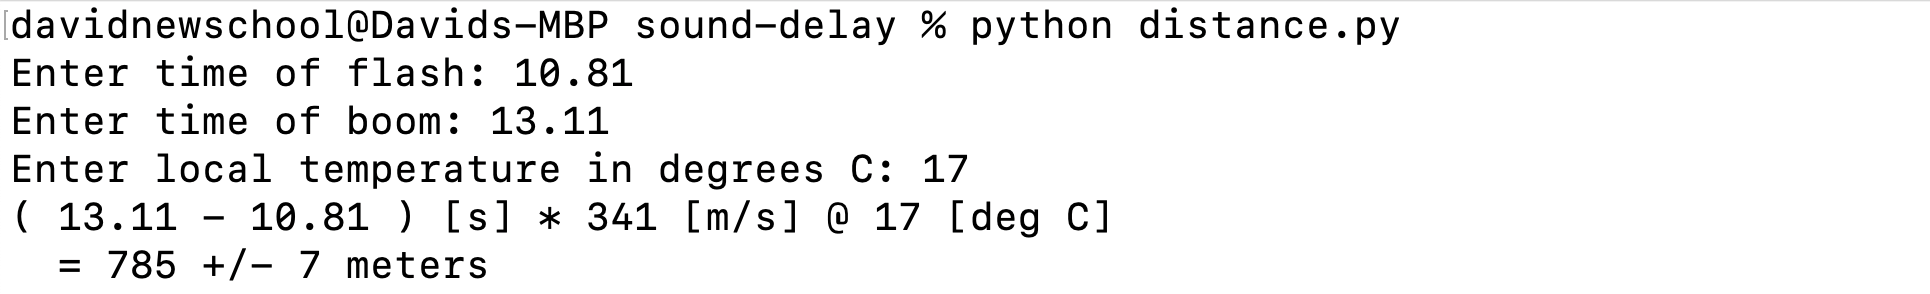 [davidnewschool@Davids-MBP sound-delay % python distance.py
Enter time of flash: 10.81
Enter time of boom: 13.11
Enter local temperature in degrees C: 17
( 13.11 - 10.81 ) [s] * 341 [m/s] @ 17 [deg C]
  = 785 +/- 7 meters